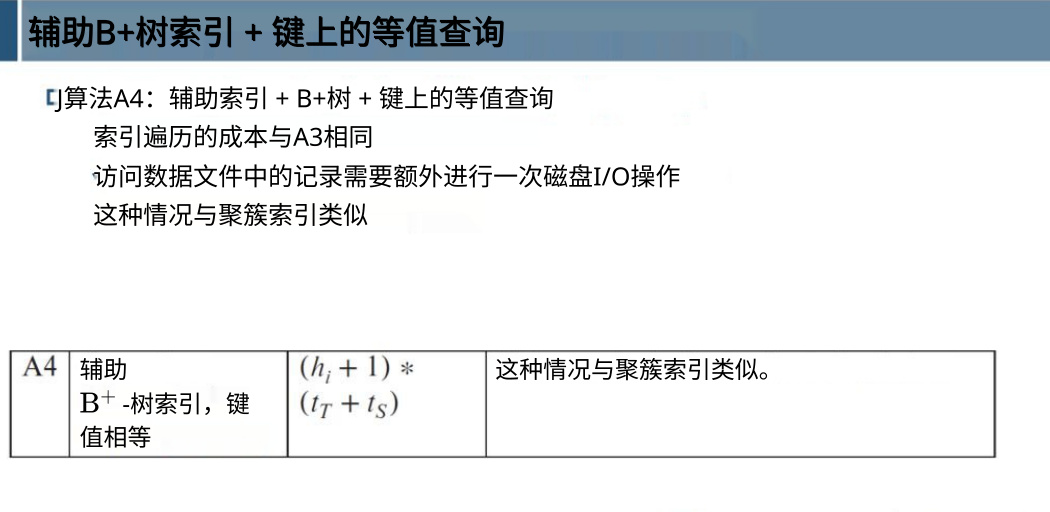 辅助B+树索引 + 键上的等值查询
算法A4：辅助索引 + B+树 + 键上的等值查询
索引遍历的成本与A3相同
访问数据文件中的记录需要额外进行一次磁盘I/O操作
这种情况与聚簇索引类似
A4
辅助
B⁺ -树索引，键
值相等
(hᵢ + 1) *
(t_T + t_S)
这种情况与聚簇索引类似。